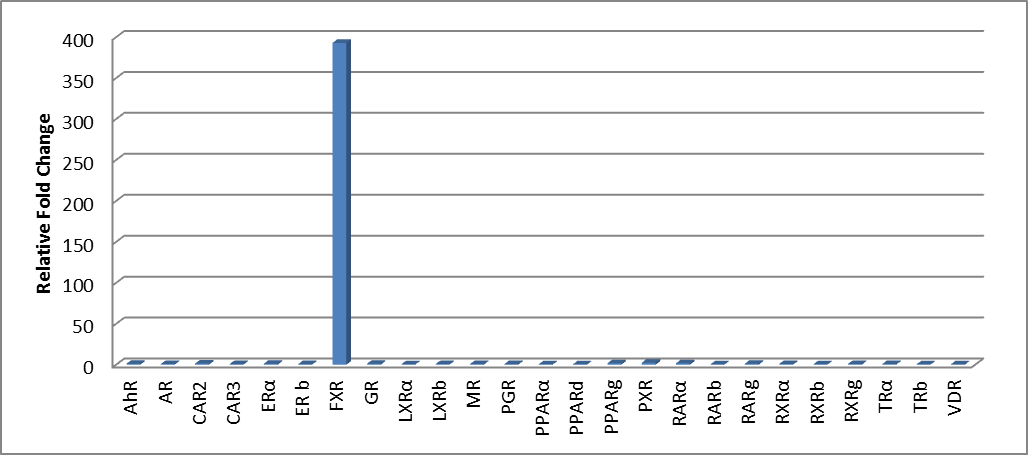 Relative Fold Change
400
350
300
250
200
150
100
50
0
AhR
AR
CAR2
CAR3
ERα
ER b
FXR
GR
LXRα
LXRb
MR
PGR
PPARα
PPARd
PPARg
PXR
RARα
RARb
RARg
RXRα
RXRb
RXRg
TRα
TRb
VDR